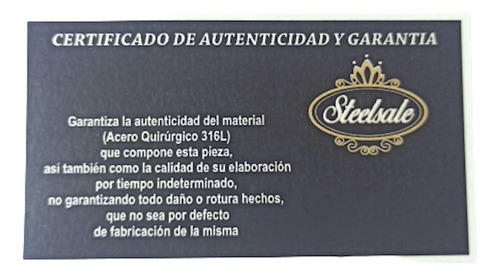 CERTIFICADO DE AUTENTICIDAD Y GARANTIA
Steelsale
Garantiza la autenticidad del material
(Acero Quirúrgico 316L)
que compone esta pieza,
así también como la calidad de su elaboración
por tiempo indeterminado,
no garantizando todo daño o rotura hechos,
que no sea por defecto
de fabricación de la misma